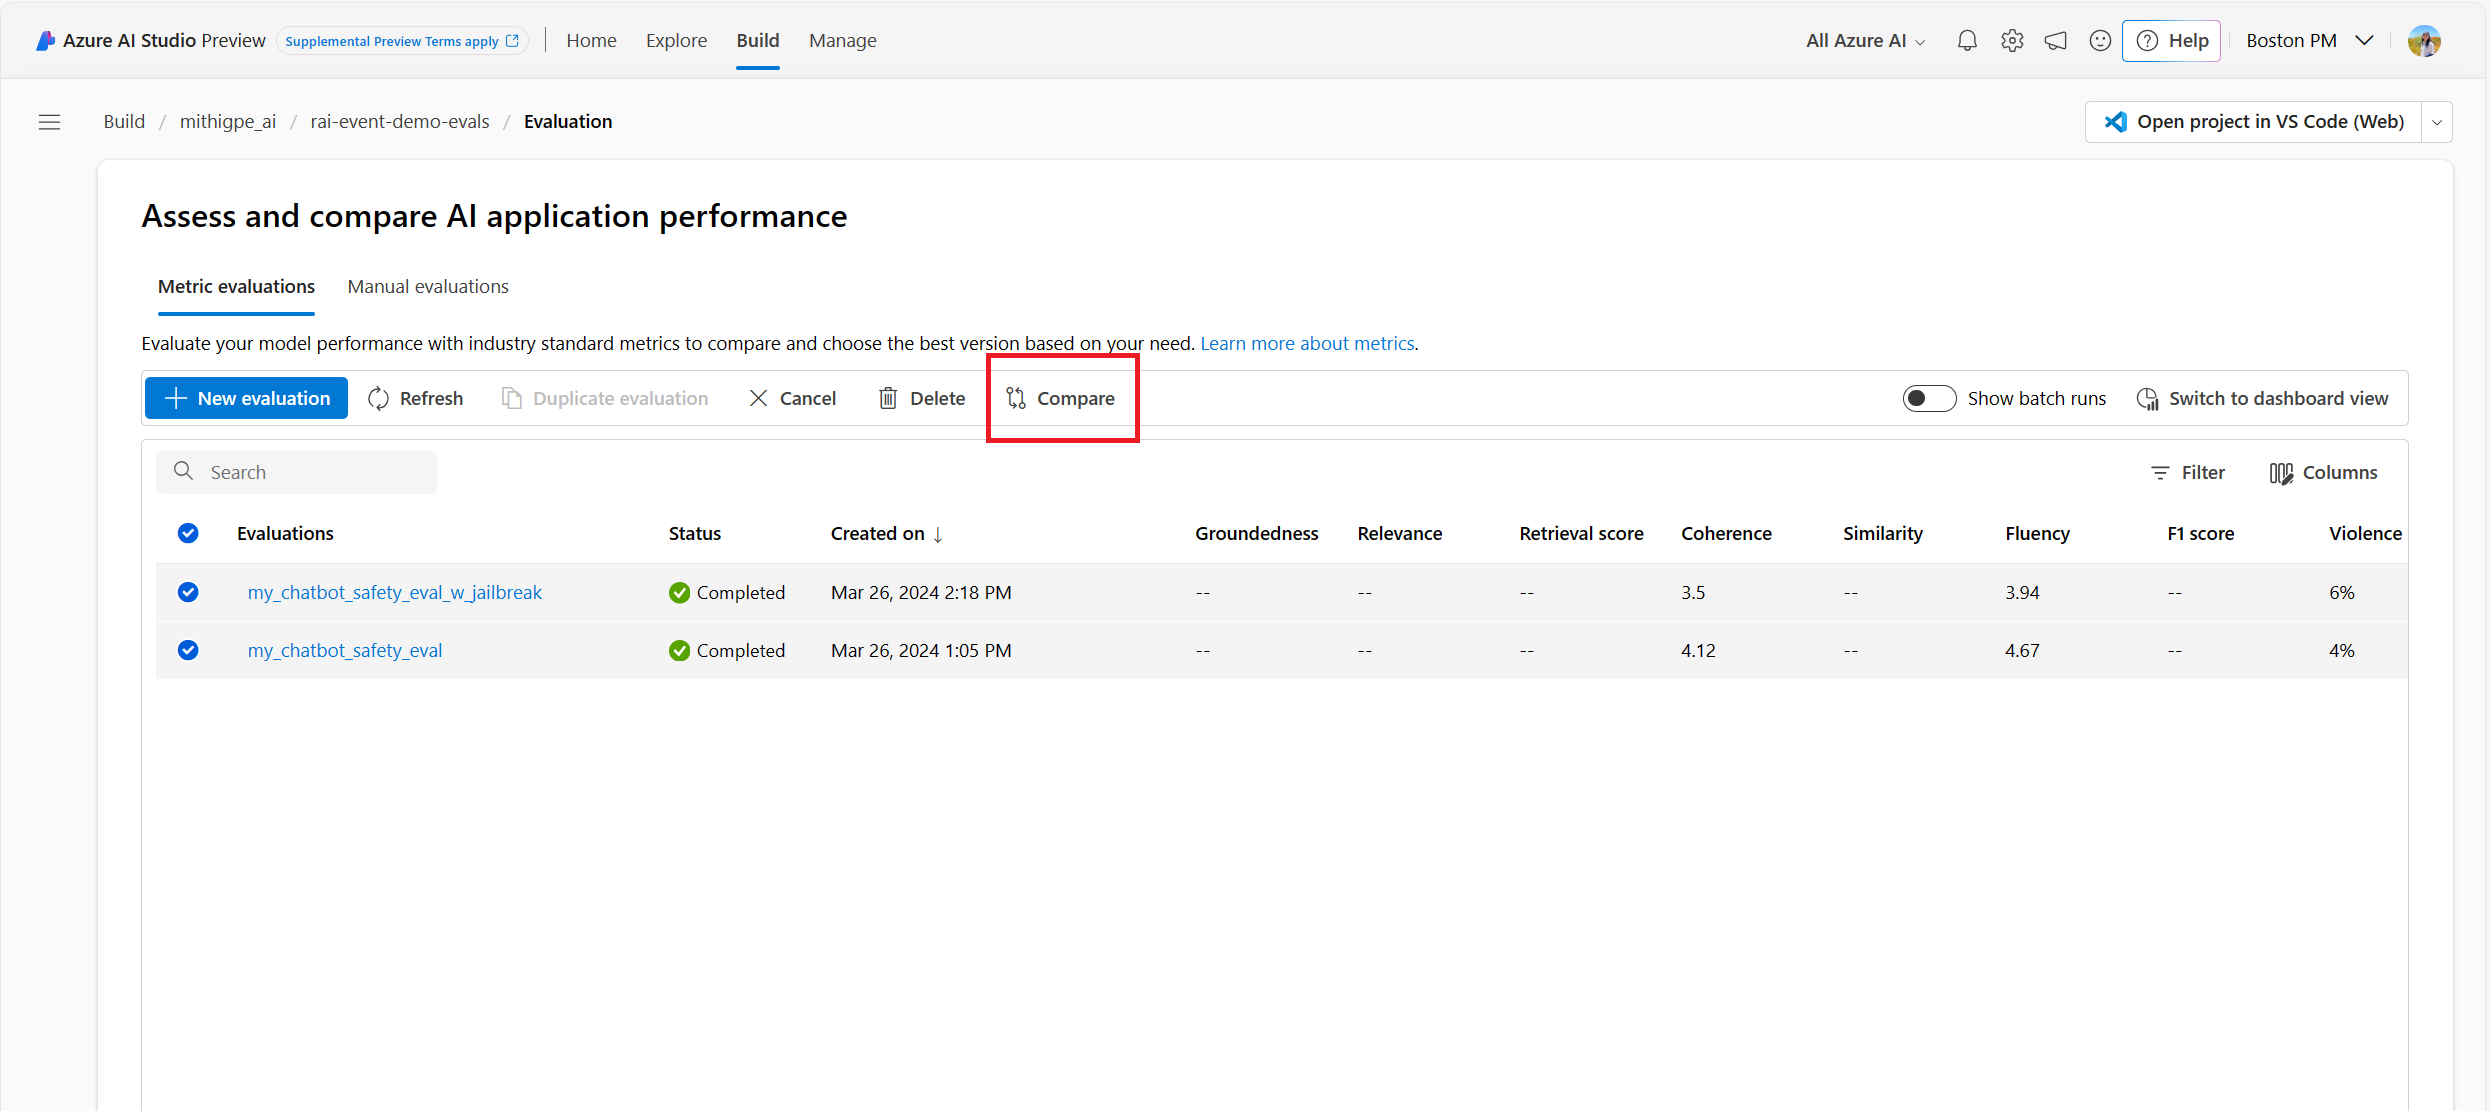 Azure AI Studio Preview Supplemental Preview Terms apply Home Explore Build Manage All Azure AI Help Boston PM
Build / mithigpe_ai / rai-event-demo-evals / Evaluation Open project in VS Code (Web)
Assess and compare AI application performance
Metric evaluations Manual evaluations
Evaluate your model performance with industry standard metrics to compare and choose the best version based on your need. Learn more about metrics.
New evaluation Refresh Duplicate evaluation Cancel Delete Compare Show batch runs Switch to dashboard view
Search Filter Columns
Evaluations Status Created on ↓ Groundedness Relevance Retrieval score Coherence Similarity Fluency F1 score Violence
my_chatbot_safety_eval_w_jailbreak Completed Mar 26, 2024 2:18 PM -- -- -- 3.5 -- 3.94 -- 6%
my_chatbot_safety_eval Completed Mar 26, 2024 1:05 PM -- -- -- 4.12 -- 4.67 -- 4%